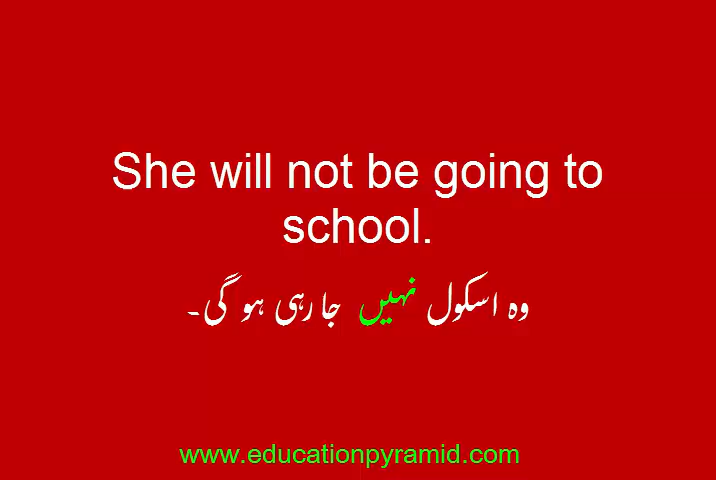 She will not be going to
school.
وہ اسکول نہیں جا رہی ہو گی۔
www.educationpyramid.com